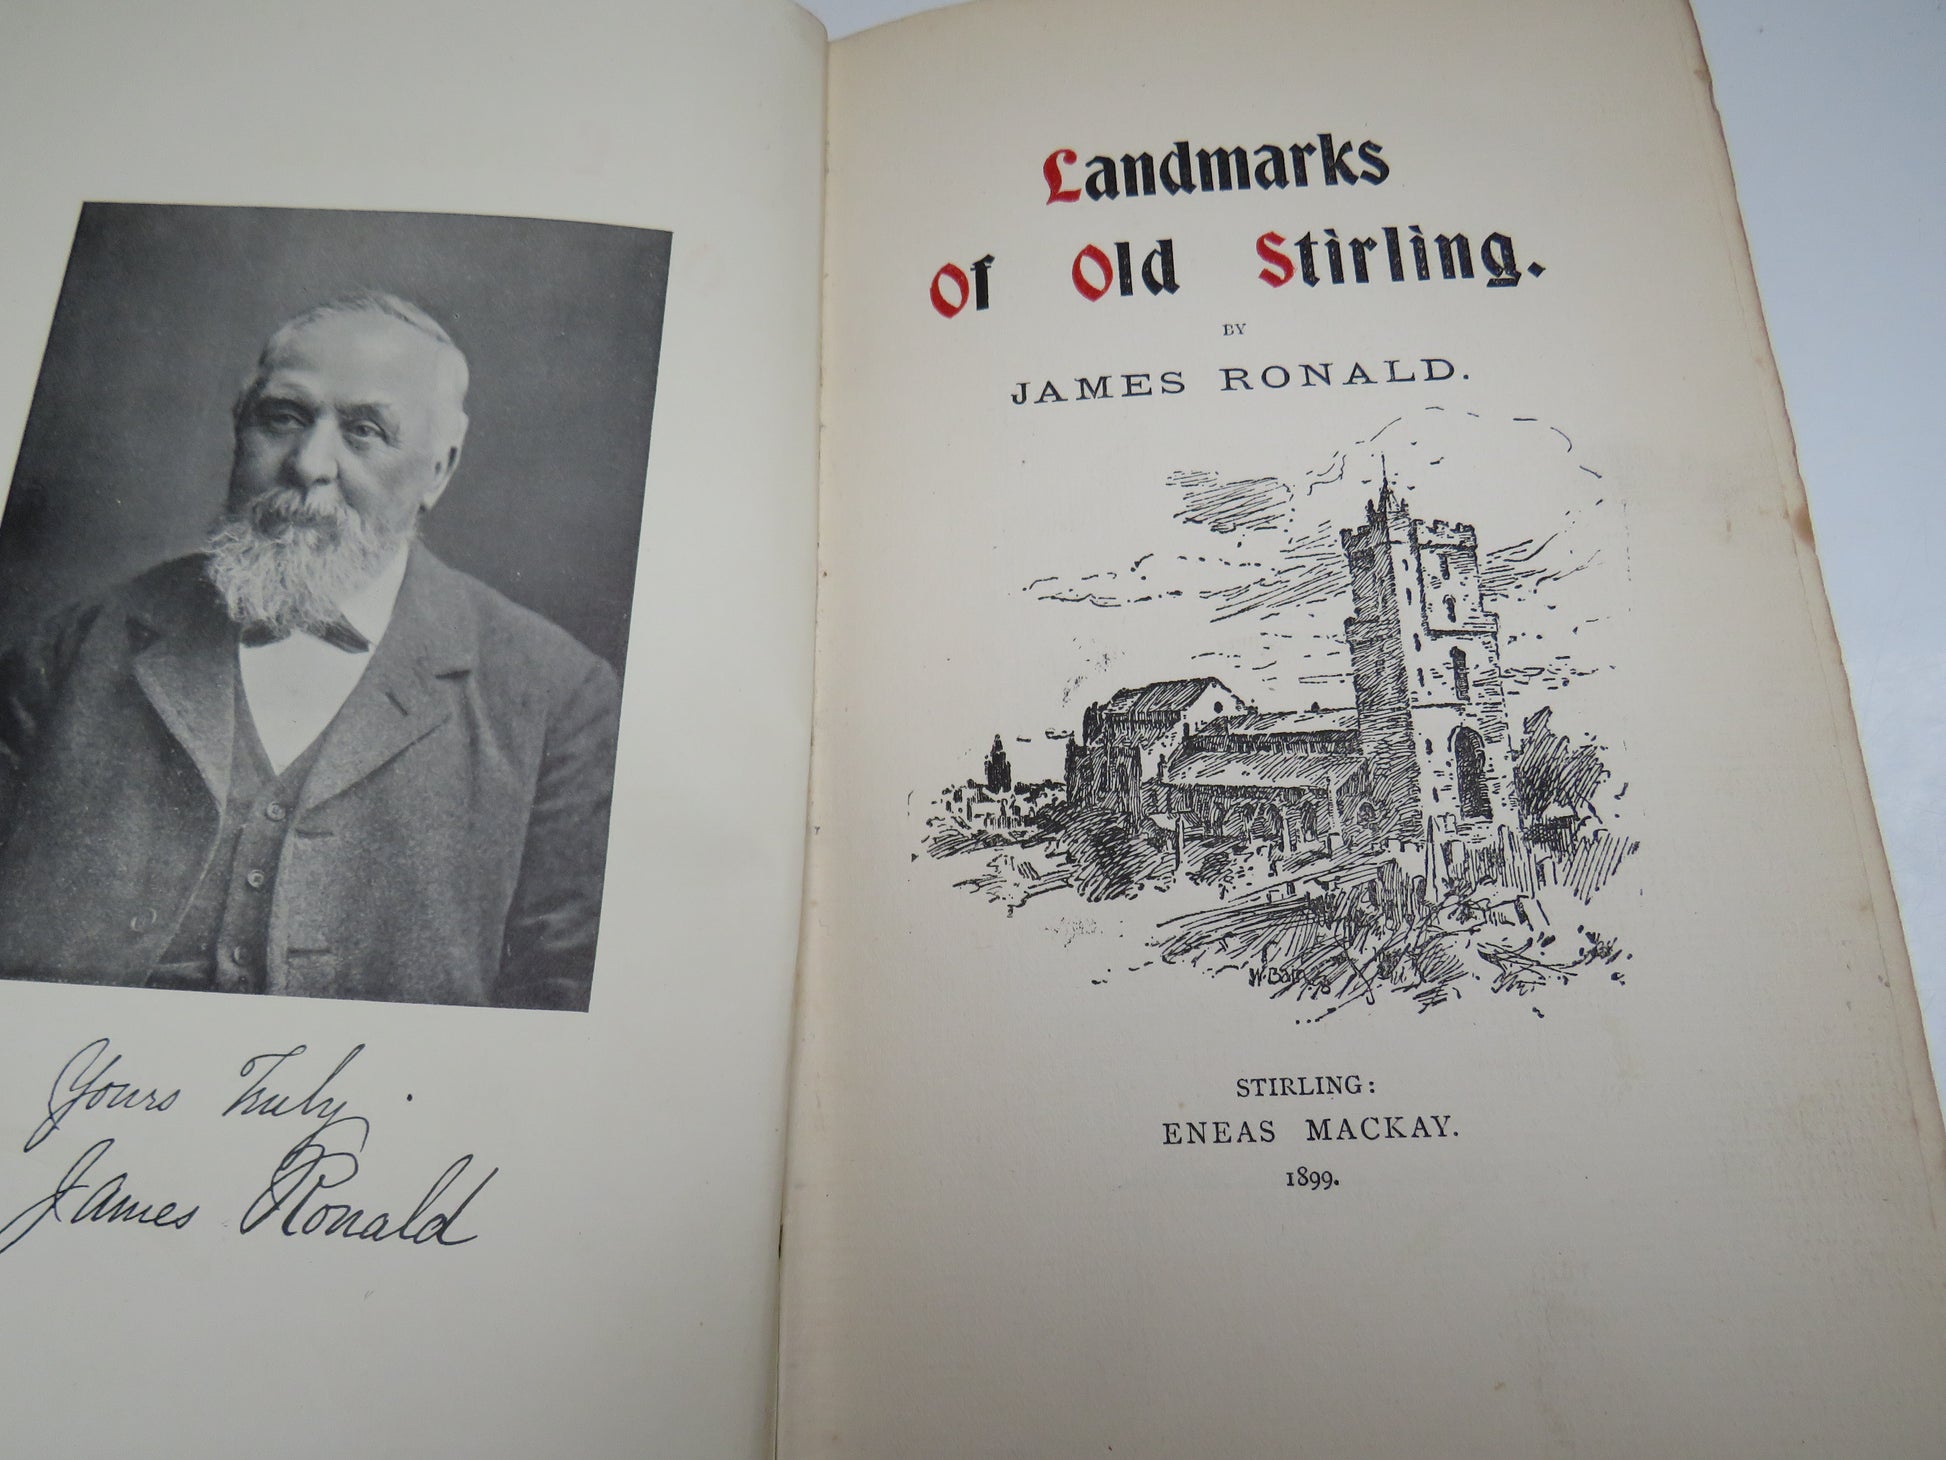 Yours Truly
James Ronald
Landmarks
Of Old Stirling.
BY
JAMES RONALD.
W. Bain
STIRLING:
ENEAS MACKAY.
1899.